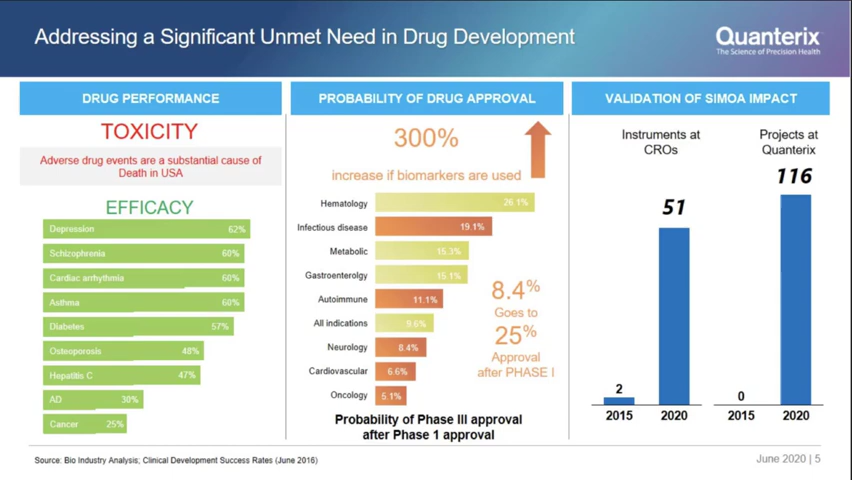 Addressing a Significant Unmet Need in Drug Development
Quanterix
The Science of Precision Health
DRUG PERFORMANCE
TOXICITY
Adverse drug events are a substantial cause of
Death in USA
EFFICACY
Depression 62%
Schizophrenia 60%
Cardiac arrhythmia 60%
Asthma 60%
Diabetes 57%
Osteoporosis 48%
Hepatitis C 47%
AD 30%
Cancer 25%
PROBABILITY OF DRUG APPROVAL
300%
increase if biomarkers are used
Hematology 26.1%
Infectious disease 19.1%
Metabolic 15.3%
Gastroenterolgy 15.1%
Autoimmune 11.1%
All indications 9.6%
Neurology 8.4%
Cardiovascular 6.6%
Oncology 5.1%
8.4%
Goes to
25%
Approval
after PHASE I
Probability of Phase III approval
after Phase 1 approval
VALIDATION OF SIMOA IMPACT
Instruments at
CROs
51
2
2015 2020
Projects at
Quanterix
116
0
2015 2020
Source: Bio Industry Analysis; Clinical Development Success Rates (June 2016)
June 2020 | 5